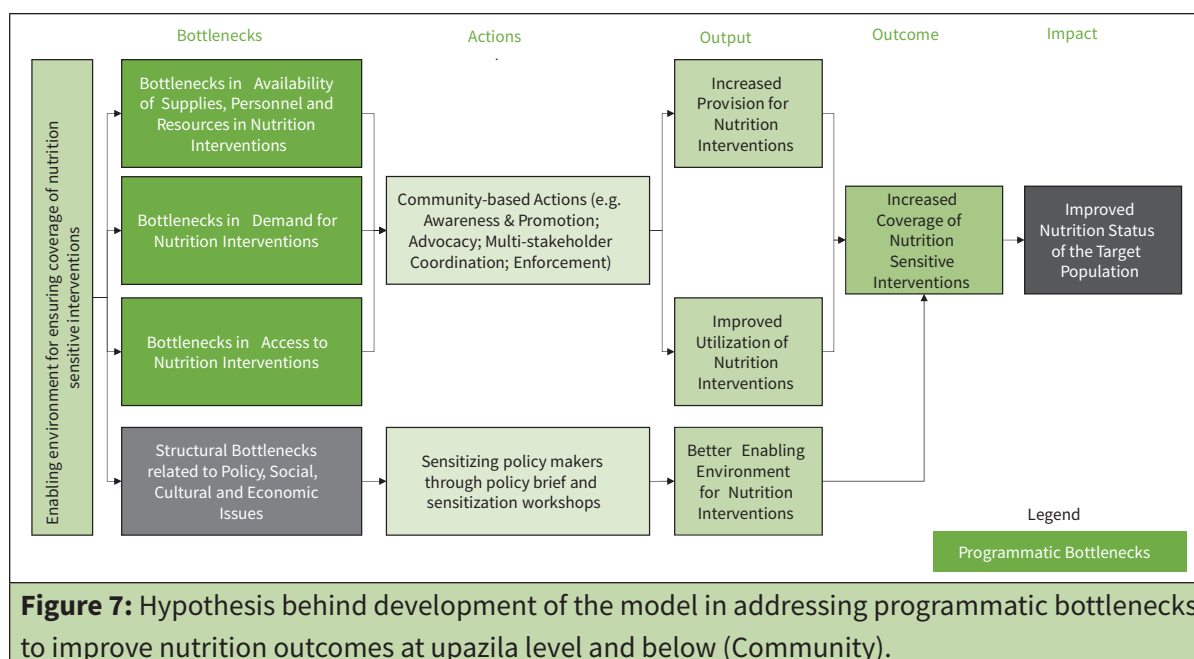 Bottlenecks
Actions
Output
Outcome
Impact
.
Enabling environment for ensuring coverage of nutrition
sensitive interventions
Bottlenecks in Availability
of Supplies, Personnel and
Resources in Nutrition
Interventions
Bottlenecks in Demand for
Nutrition Interventions
Bottlenecks in Access to
Nutrition Interventions
Structural Bottlenecks
related to Policy, Social,
Cultural and Economic
Issues
Community-based Actions (e.g.
Awareness & Promotion;
Advocacy; Multi-stakeholder
Coordination; Enforcement)
Sensitizing policy makers
through policy brief and
sensitization workshops
Increased
Provision for
Nutrition
Interventions
Improved
Utilization of
Nutrition
Interventions
Better Enabling
Environment
for Nutrition
Interventions
Increased
Coverage of
Nutrition
Sensitive
Interventions
Improved
Nutrition Status
of the Target
Population
Legend
Programmatic Bottlenecks
Figure 7: Hypothesis behind development of the model in addressing programmatic bottlenecks
to improve nutrition outcomes at upazila level and below (Community).